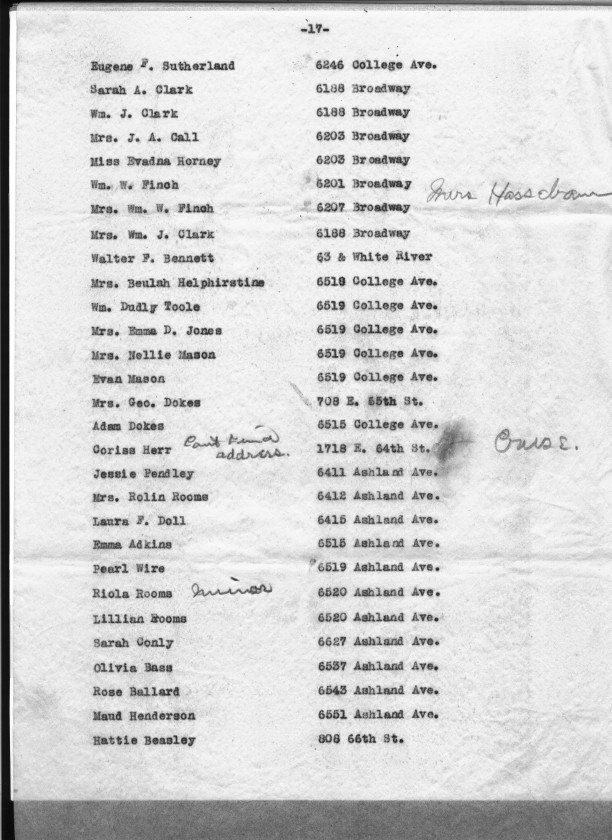 -17-
Eugene F. Sutherland 6246 College Ave.
Sarah A. Clark 6188 Broadway
Wm. J. Clark 6188 Broadway
Mrs. J. A. Call 6203 Broadway
Miss Evadna Horney 6203 Broadway
Wm. W. Finch 6201 Broadway Mrs
Mrs. Wm. W. Finch 6207 Broadway
Mrs. Wm. J. Clark 6188 Broadway
Walter F. Bennett 63 & White River
Mrs. Beulah Helphirstine 6519 College Ave.
Wm. Dudly Toole 6519 College Ave.
Mrs. Emma D. Jones 6519 College Ave.
Mrs. Nellie Mason 6519 College Ave.
Evan Mason 6519 College Ave.
Mrs. Geo. Dokes 708 E. 65th St.
Adam Dokes 6515 College Ave.
Coriss Herr Can't Find address. 1718 E. 64th St.
Jessie Pendley 6411 Ashland Ave.
Mrs. Rolin Rooms 6412 Ashland Ave.
Laura F. Doll 6415 Ashland Ave.
Emma Adkins 6515 Ashland Ave.
Pearl Wire 6519 Ashland Ave.
Riola Rooms minor 6520 Ashland Ave.
Lillian Rooms 6520 Ashland Ave.
Sarah Conly 6627 Ashland Ave.
Olivia Bass 6537 Ashland Ave.
Rose Ballard 6543 Ashland Ave.
Maud Henderson 6551 Ashland Ave.
Hattie Beasley 808 66th St.